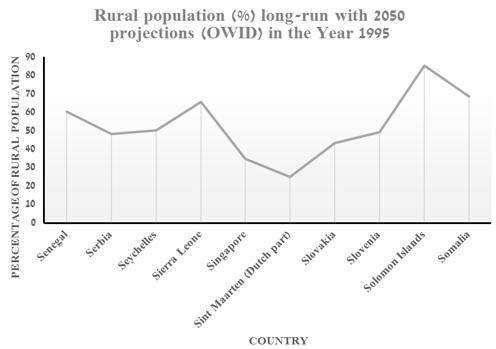 Rural population (%) long-run with 2050
projections (OWID) in the Year 1995
PERCENTAGE OF RURAL POPULATION
90
80
70
60
50
40
30
20
10
0
Senegal
Serbia
Seychelles
Sierra Leone
Singapore
Sint Maarten (Dutch part)
Slovakia
Slovenia
Solomon Islands
Somalia
COUNTRY